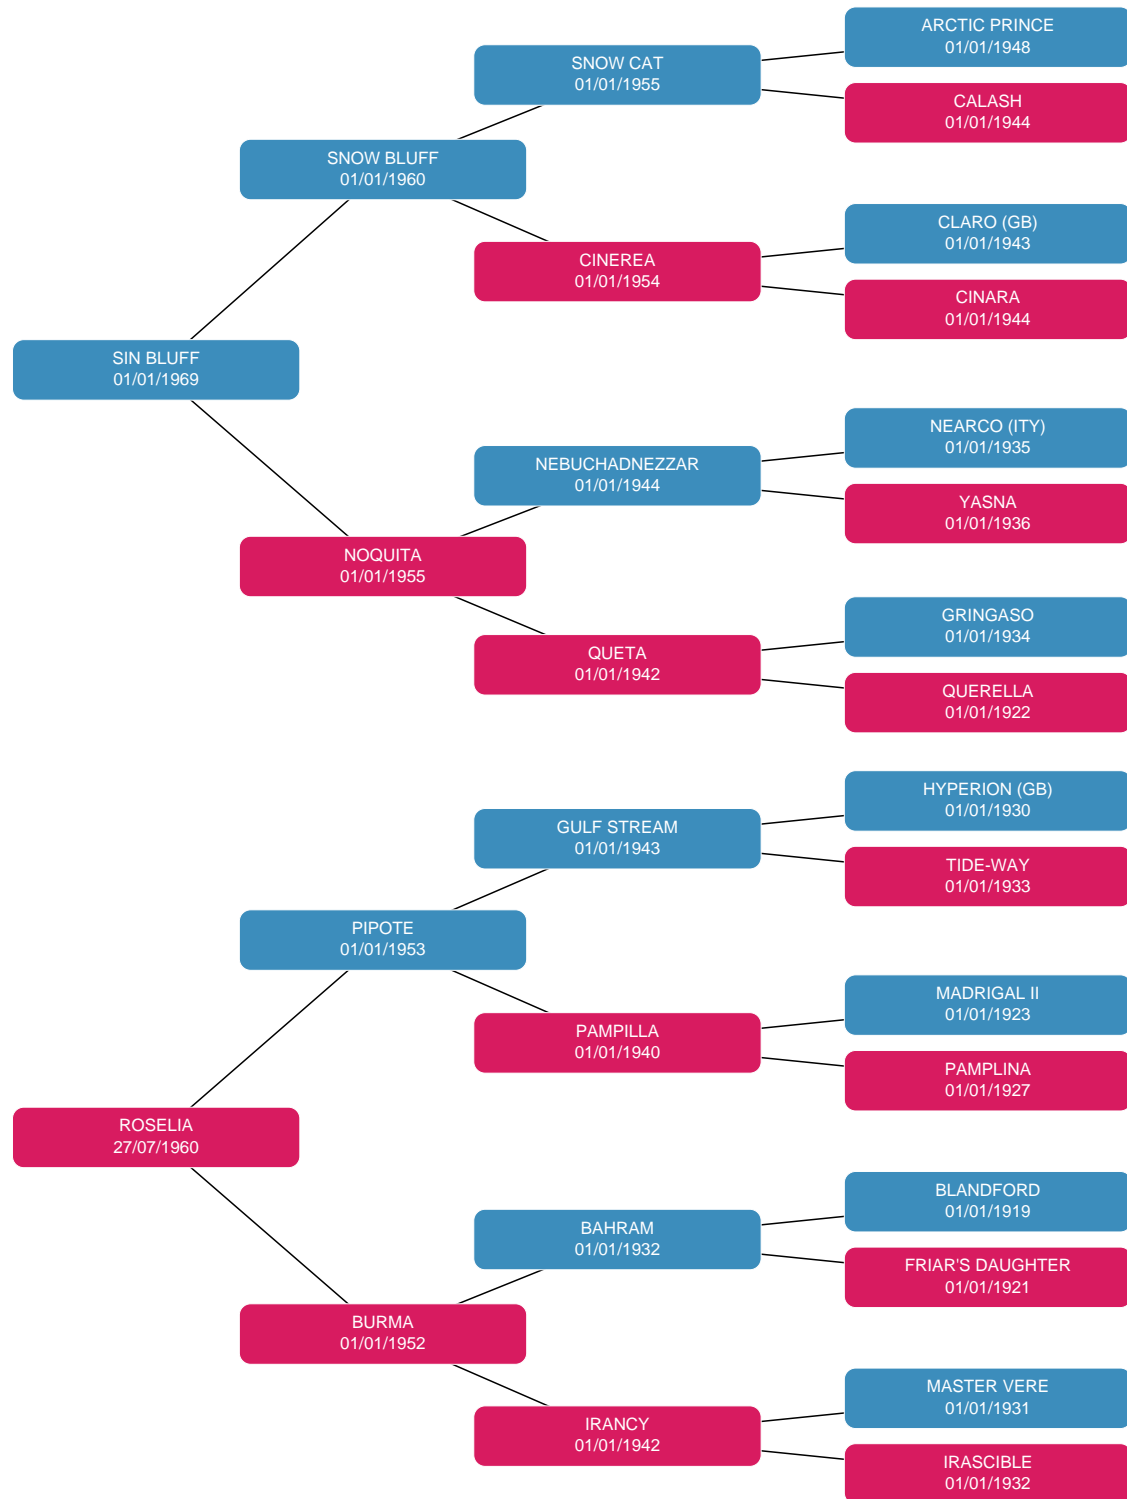 ARCTIC PRINCE
01/01/1948
SNOW CAT
01/01/1955
CALASH
01/01/1944
SNOW BLUFF
01/01/1960
CLARO (GB)
01/01/1943
CINEREA
01/01/1954
CINARA
01/01/1944
SIN BLUFF
01/01/1969
NEARCO (ITY)
01/01/1935
NEBUCHADNEZZAR
01/01/1944
YASNA
01/01/1936
NOQUITA
01/01/1955
GRINGASO
01/01/1934
QUETA
01/01/1942
QUERELLA
01/01/1922
HYPERION (GB)
01/01/1930
GULF STREAM
01/01/1943
TIDE-WAY
01/01/1933
PIPOTE
01/01/1953
MADRIGAL II
01/01/1923
PAMPILLA
01/01/1940
PAMPLINA
01/01/1927
ROSELIA
27/07/1960
BLANDFORD
01/01/1919
BAHRAM
01/01/1932
FRIAR'S DAUGHTER
01/01/1921
BURMA
01/01/1952
MASTER VERE
01/01/1931
IRANCY
01/01/1942
IRASCIBLE
01/01/1932